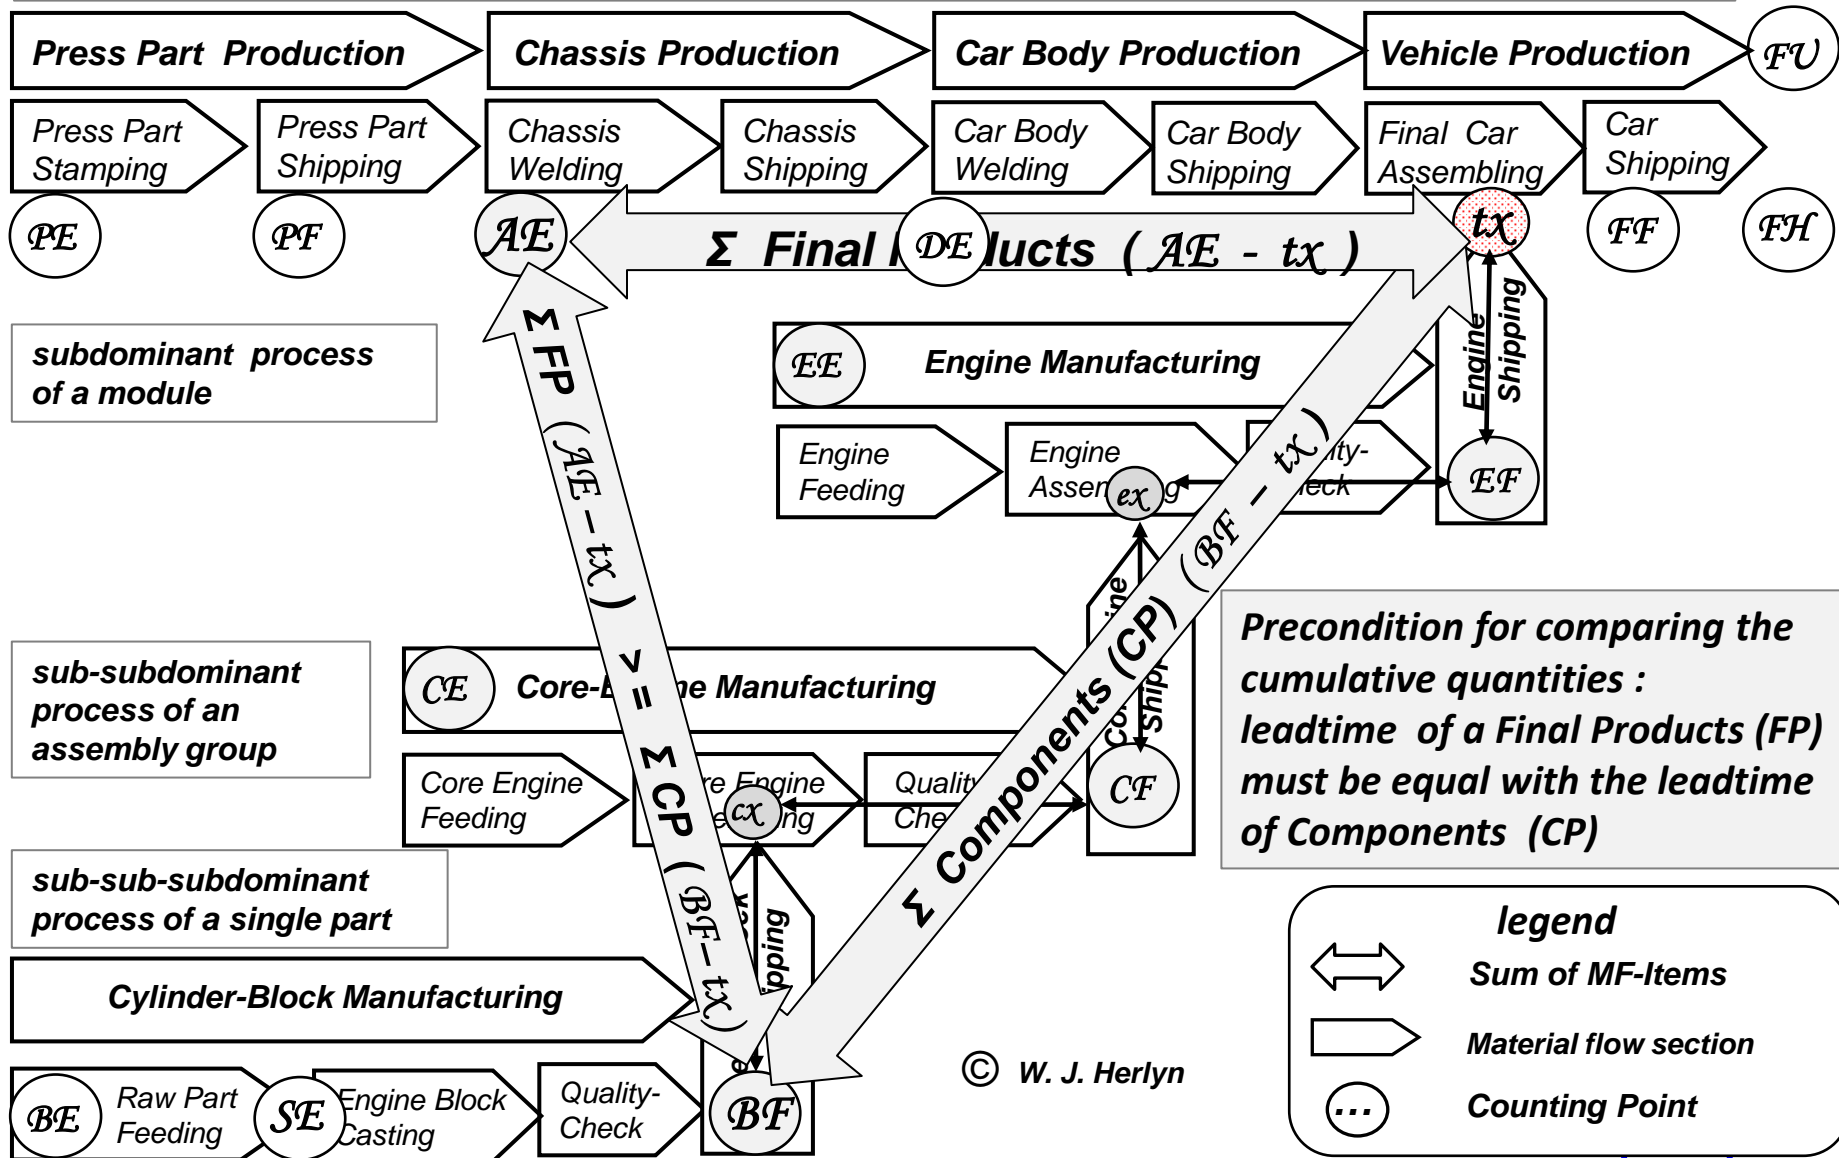 Press Part Production
Chassis Production
Car Body Production
Vehicle Production
FU
Press Part
Stamping
Press Part
Shipping
Chassis
Welding
Chassis
Shipping
Car Body
Welding
Car Body
Shipping
Final Car
Assembling
Car
Shipping
PE
PF
AE
Σ Final
DE
( AE - tx )
tx
FF
FH
subdominant process
of a module
EE
Engine Manufacturing
Engine
Shipping
Engine
Feeding
Engine
ex
EF
Σ FP ( AE – tx ) v = Σ CP ( BF – tx )
Σ Components (CP) ( BF – tx )
sub-subdominant
process of an
assembly group
CE
Manufacturing
Core Engine
Feeding
Engine
cx
Quality
CF
Precondition for comparing the
cumulative quantities :
leadtime of a Final Products (FP)
must be equal with the leadtime
of Components (CP)
sub-sub-subdominant
process of a single part
Cylinder-Block Manufacturing
BE
Raw Part
Feeding
SE
Engine Block
Casting
Quality-
Check
BF
© W. J. Herlyn
legend
Sum of MF-Items
Material flow section
... Counting Point